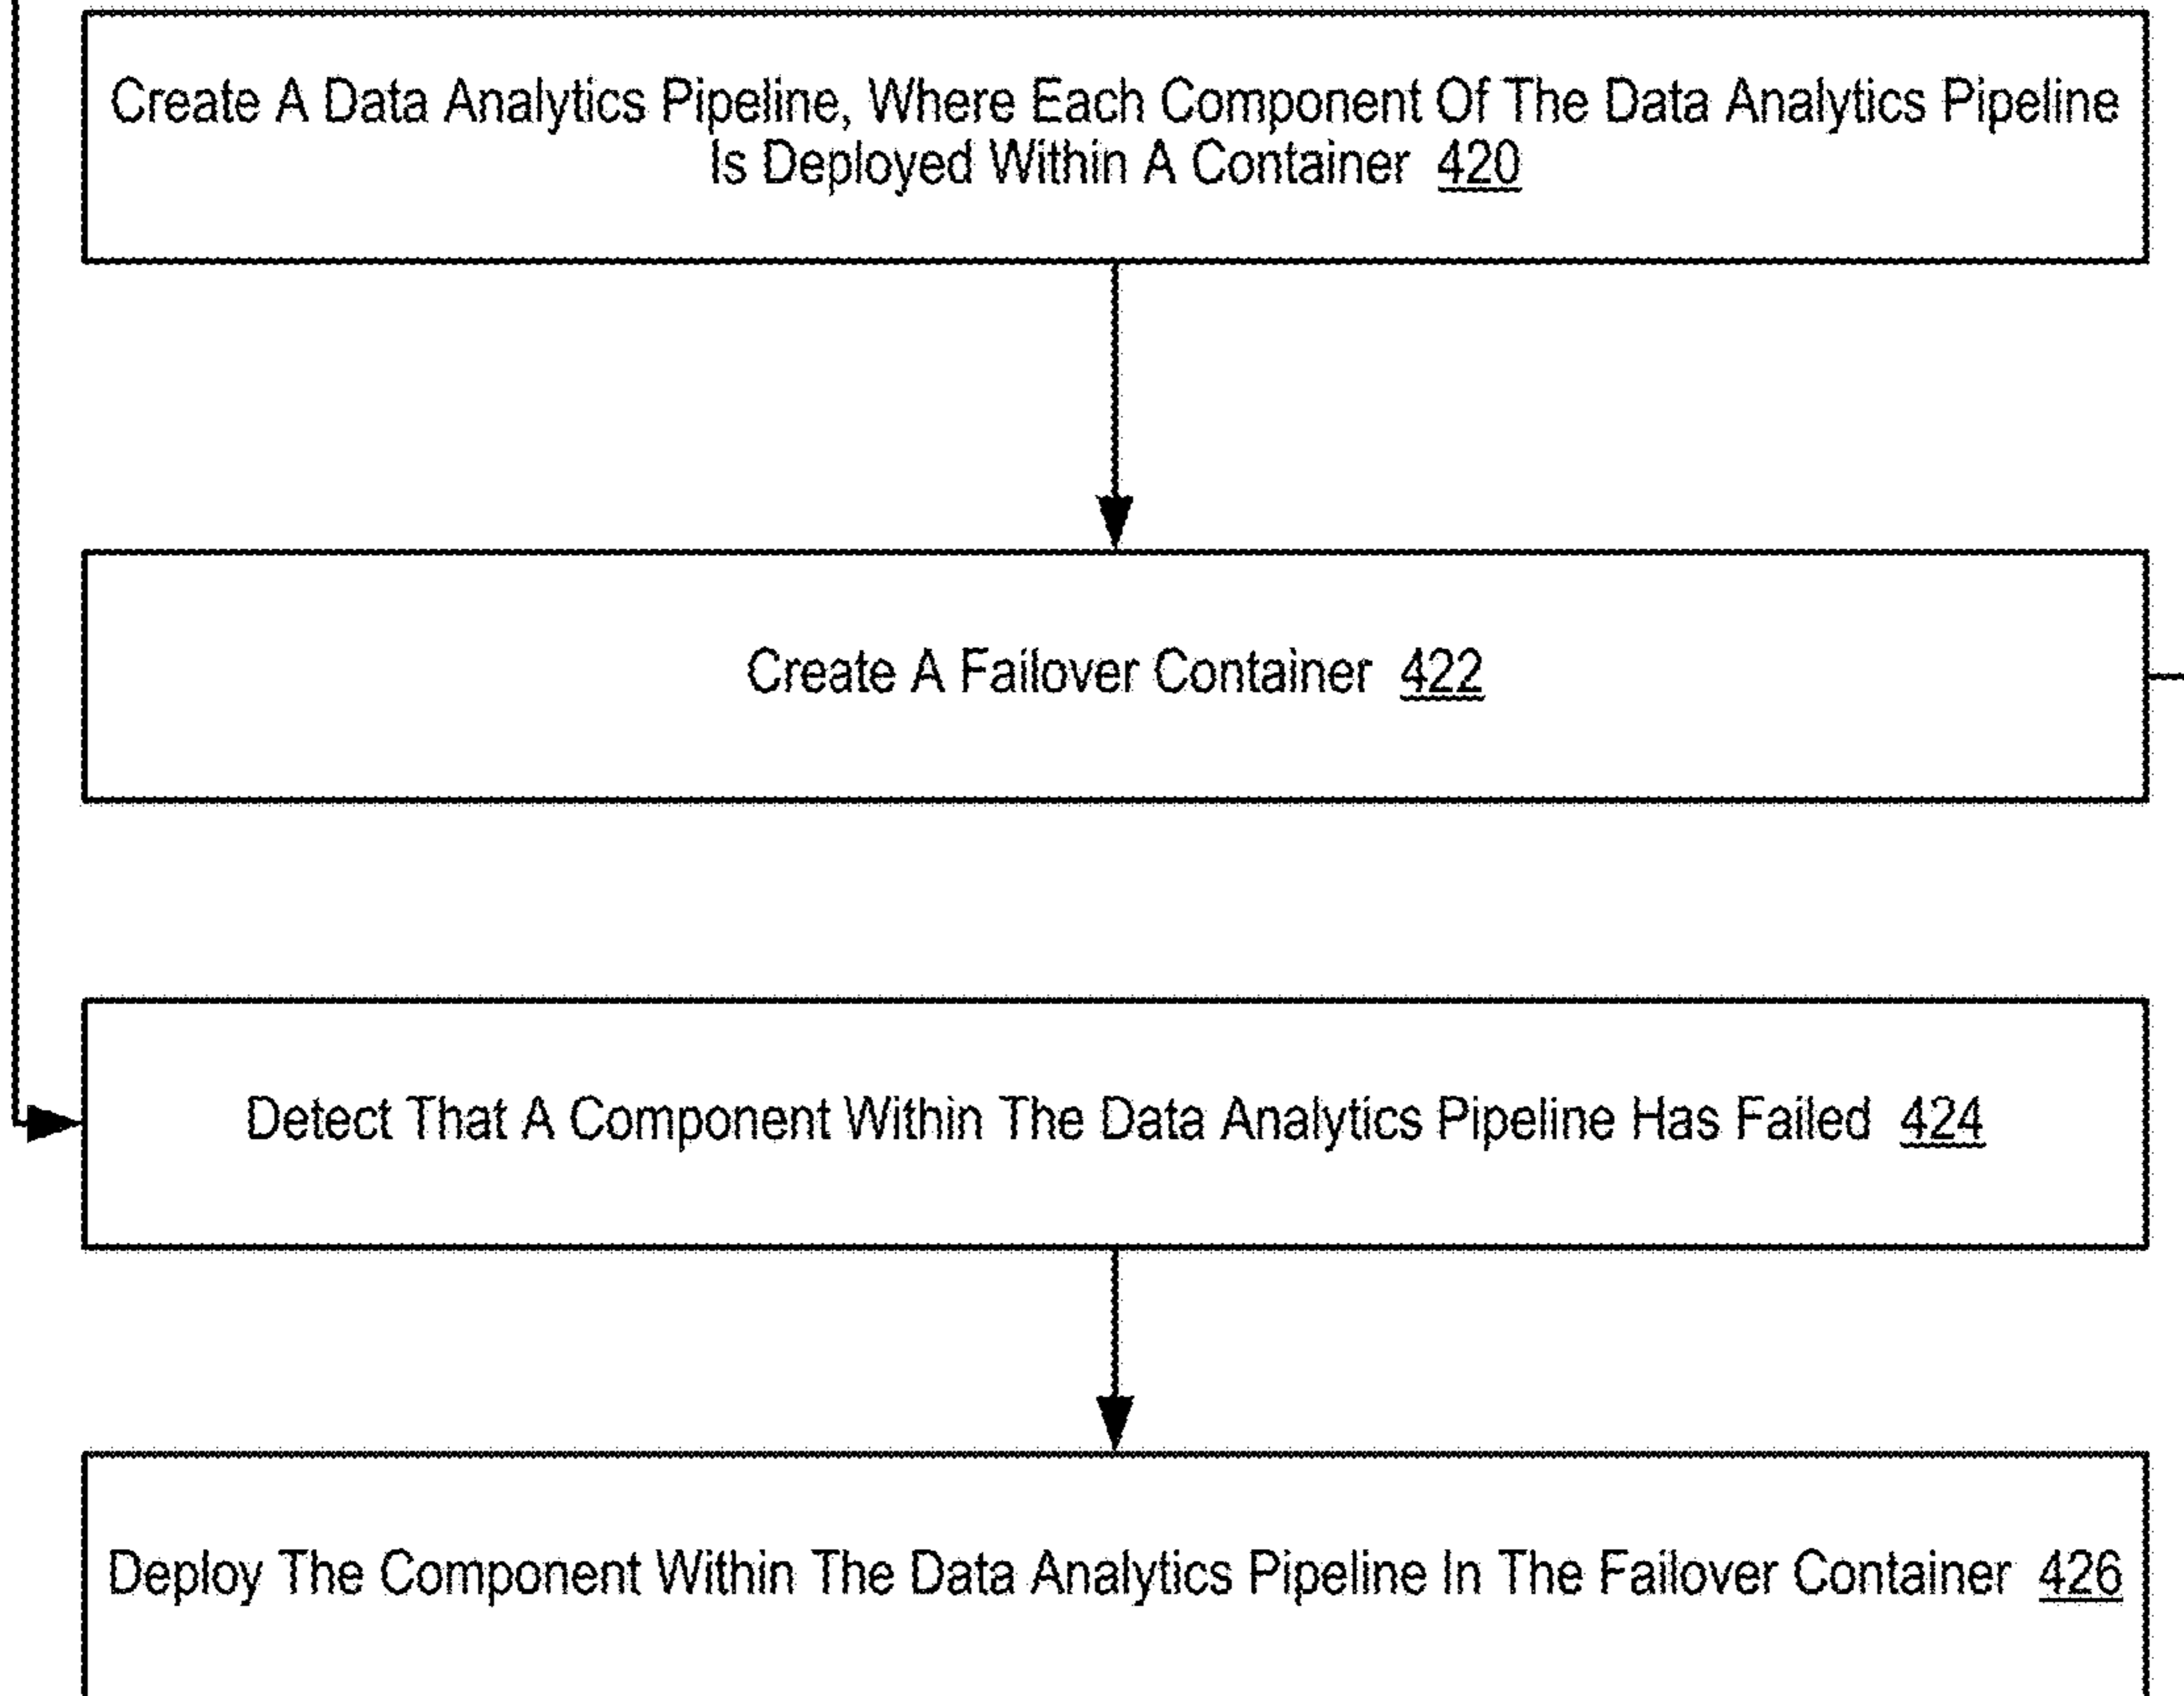 Create A Data Analytics Pipeline, Where Each Component Of The Data Analytics Pipeline
Is Deployed Within A Container 420
Create A Failover Container 422
Detect That A Component Within The Data Analytics Pipeline Has Failed 424
Deploy The Component Within The Data Analytics Pipeline In The Failover Container 426